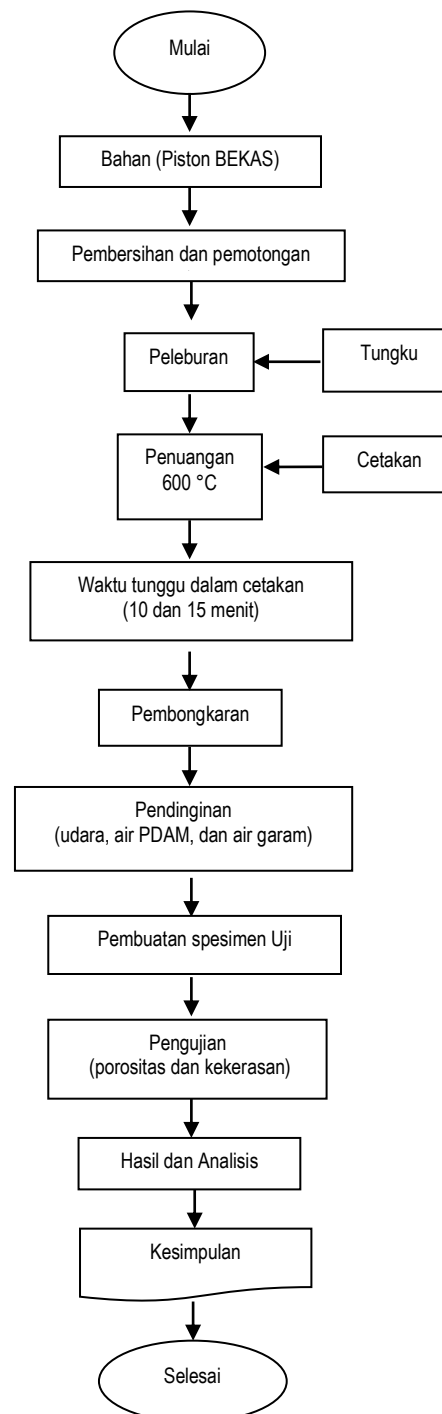 Mulai
Bahan (Piston BEKAS)
Pembersihan dan pemotongan
Peleburan
Tungku
Penuangan
600 °C
Cetakan
Waktu tunggu dalam cetakan
(10 dan 15 menit)
Pembongkaran
Pendinginan
(udara, air PDAM, dan air garam)
Pembuatan spesimen Uji
Pengujian
(porositas dan kekerasan)
Hasil dan Analisis
Kesimpulan
Selesai